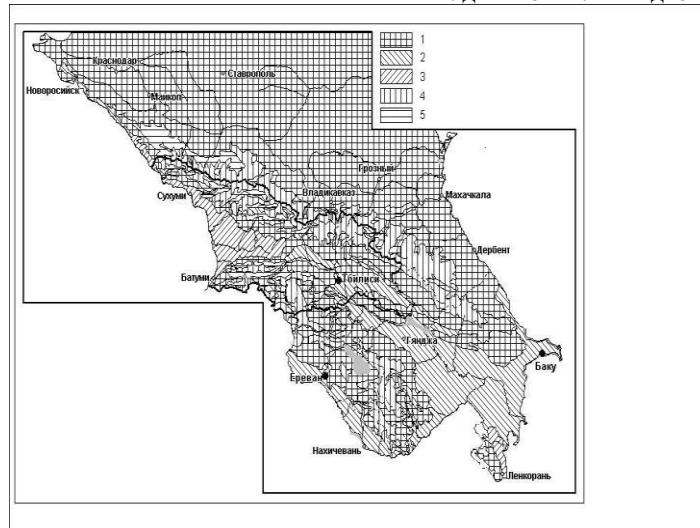 1
2
3
4
5
Краснодар
Ставрополь
Новоросийск
Майкоп
Грозный
Владикавказ
Махачкала
Сухуми
Дербент
Батуми
Тбилиси
Гянджа
Баку
Ереван
Нахичевань
Ленкорань